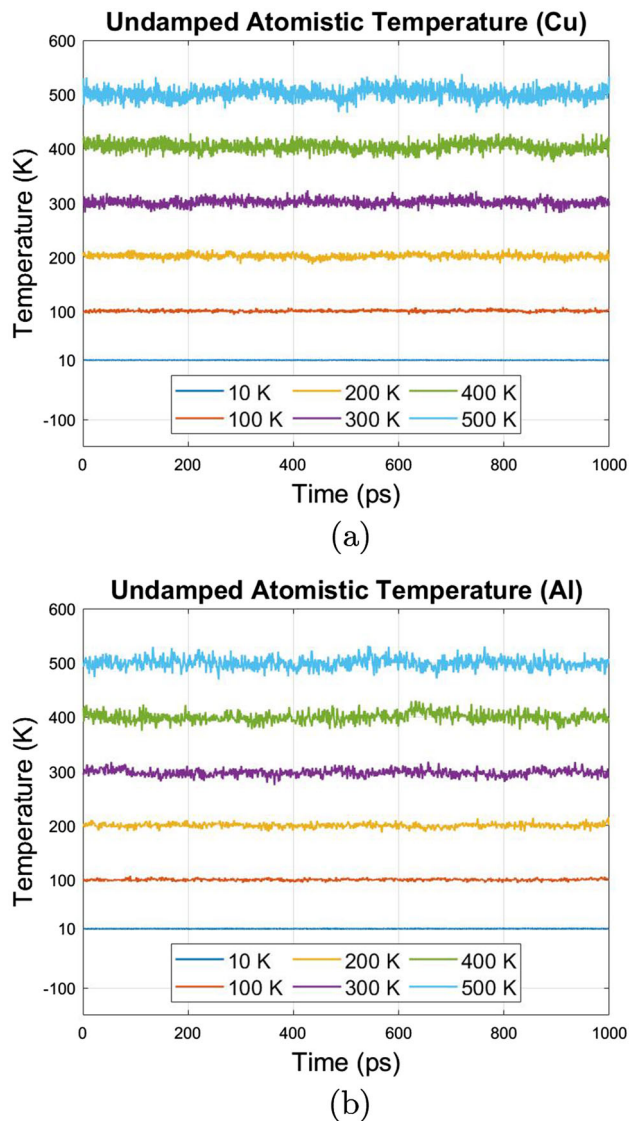 Undamped Atomistic Temperature (Cu)
600
500
400
300
200
100
10
-100
Temperature (K)
10 K 200 K 400 K
100 K 300 K 500 K
0 200 400 600 800 1000
Time (ps)
(a)
Undamped Atomistic Temperature (Al)
600
500
400
300
200
100
10
-100
Temperature (K)
10 K 200 K 400 K
100 K 300 K 500 K
0 200 400 600 800 1000
Time (ps)
(b)